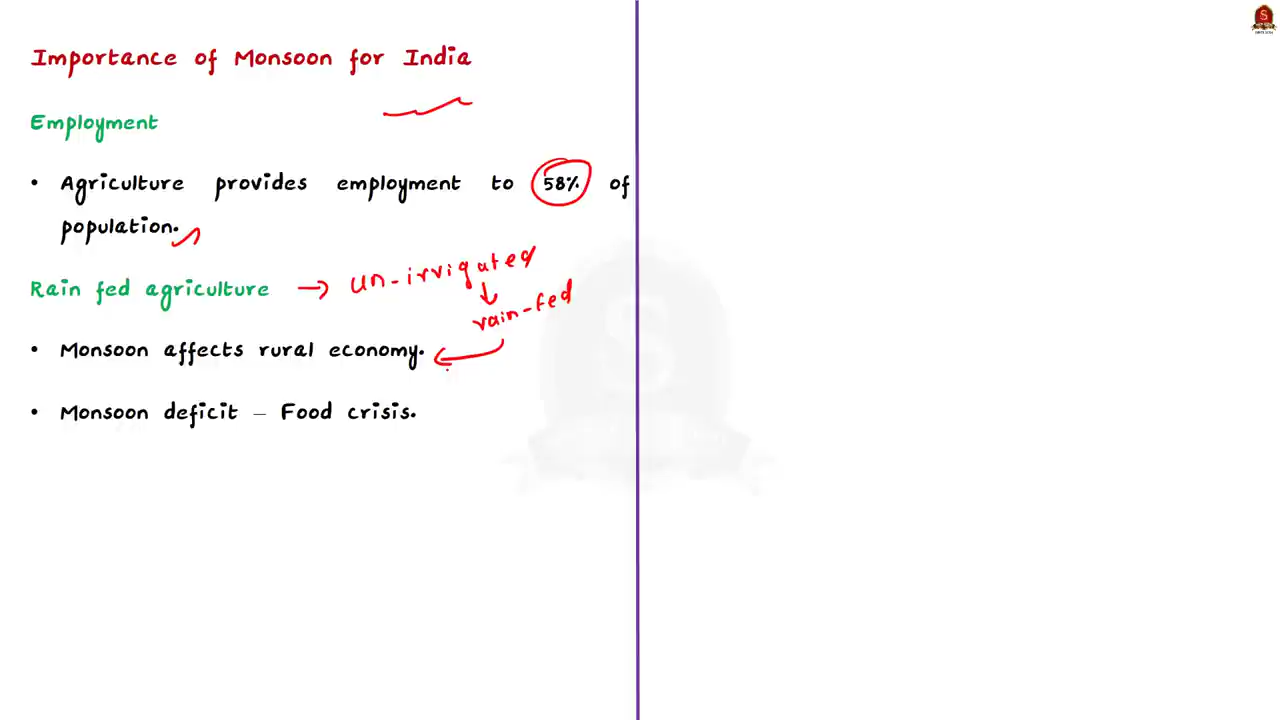 Importance of Monsoon for India
Employment
• Agriculture provides employment to 58% of
population.
Rain fed agriculture → un-irrigated
rain-fed
• Monsoon affects rural economy.
• Monsoon deficit – Food crisis.
S